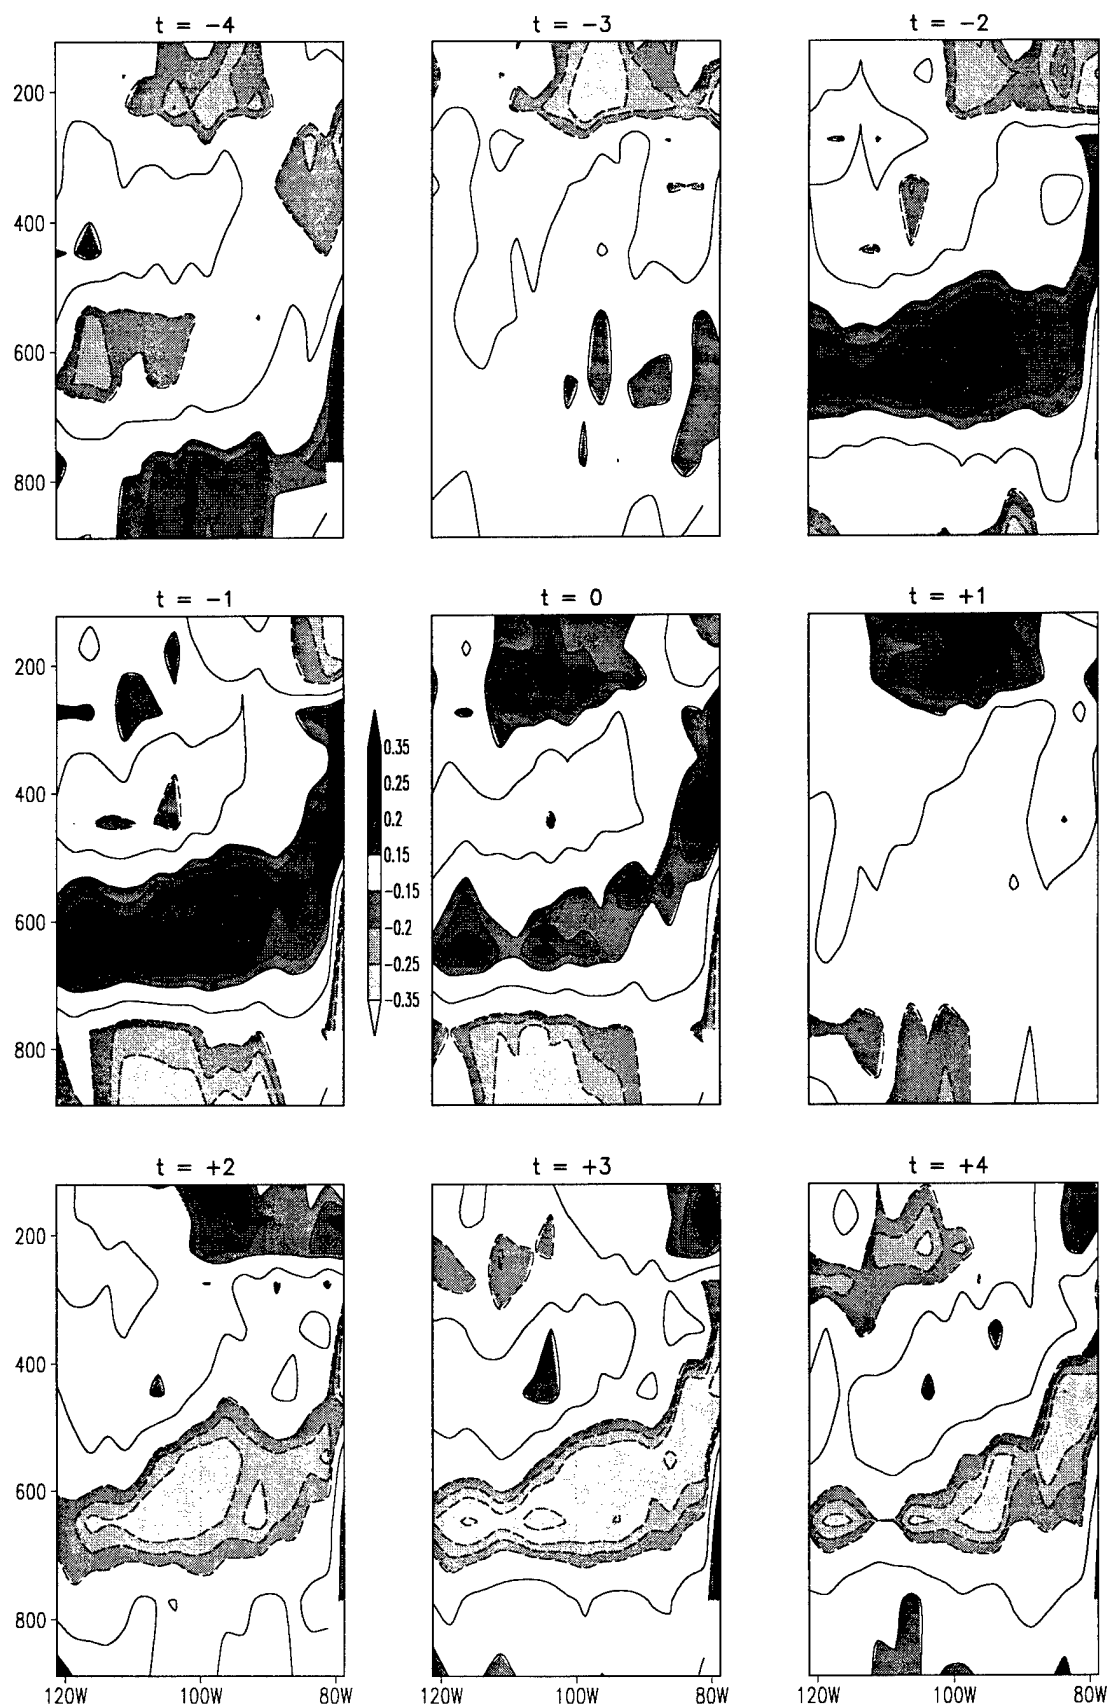 t = −4
t = −3
t = −2
200
400
600
800
t = −1
t = 0
t = +1
200
400
600
800
0.35
0.25
0.2
0.15
−0.15
−0.2
−0.25
−0.35
t = +2
t = +3
t = +4
200
400
600
800
120W 100W 80W
120W 100W 80W
120W 100W 80W